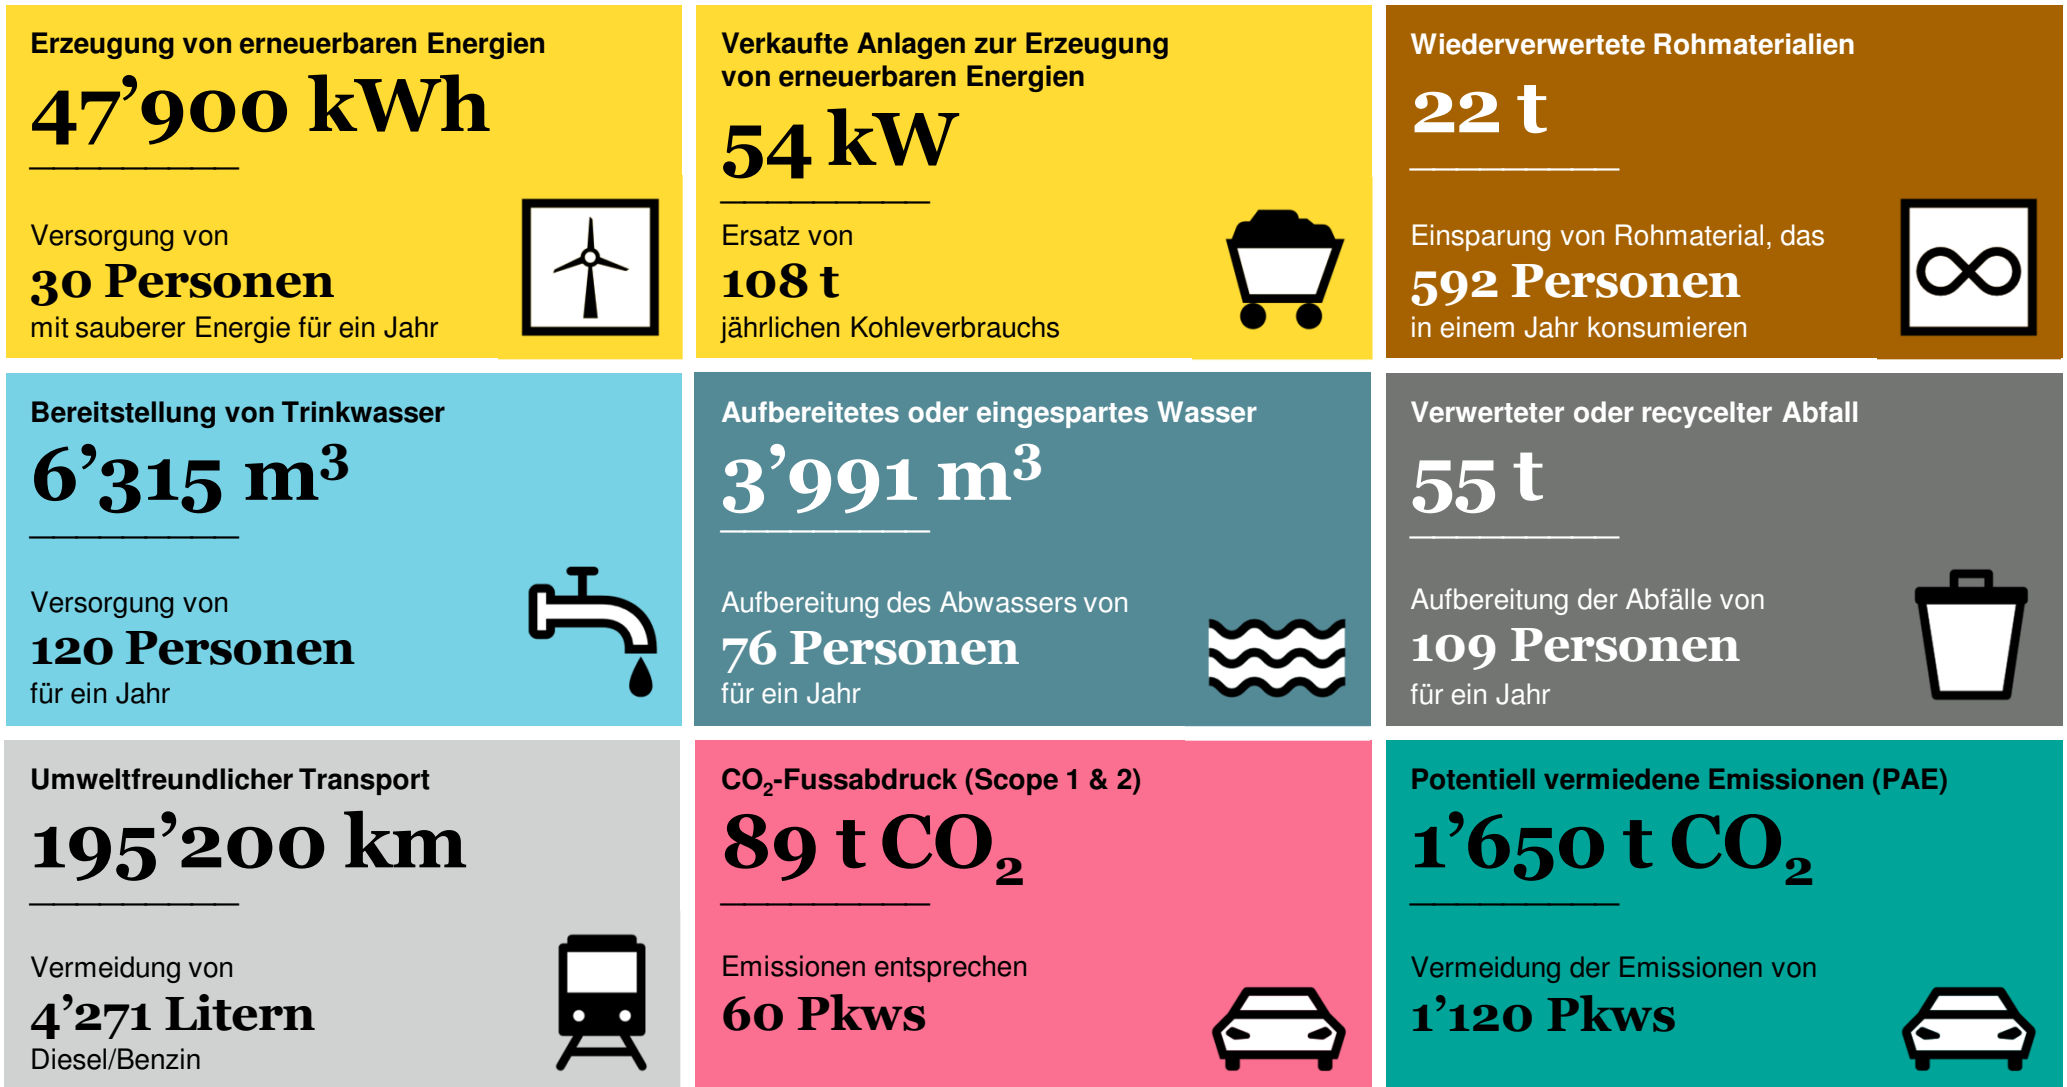 Erzeugung von erneuerbaren Energien
47’900 kWh
Versorgung von
30 Personen
mit sauberer Energie für ein Jahr
Verkaufte Anlagen zur Erzeugung
von erneuerbaren Energien
54 kW
Ersatz von
108 t
jährlichen Kohleverbrauchs
Wiederverwertete Rohmaterialien
22 t
Einsparung von Rohmaterial, das
592 Personen
in einem Jahr konsumieren
Bereitstellung von Trinkwasser
6’315 m³
Versorgung von
120 Personen
für ein Jahr
Aufbereitetes oder eingespartes Wasser
3’991 m³
Aufbereitung des Abwassers von
76 Personen
für ein Jahr
Verwerteter oder recycelter Abfall
55 t
Aufbereitung der Abfälle von
109 Personen
für ein Jahr
Umweltfreundlicher Transport
195’200 km
Vermeidung von
4’271 Litern
Diesel/Benzin
CO₂-Fussabdruck (Scope 1 & 2)
89 t CO₂
Emissionen entsprechen
60 Pkws
Potentiell vermiedene Emissionen (PAE)
1’650 t CO₂
Vermeidung der Emissionen von
1’120 Pkws